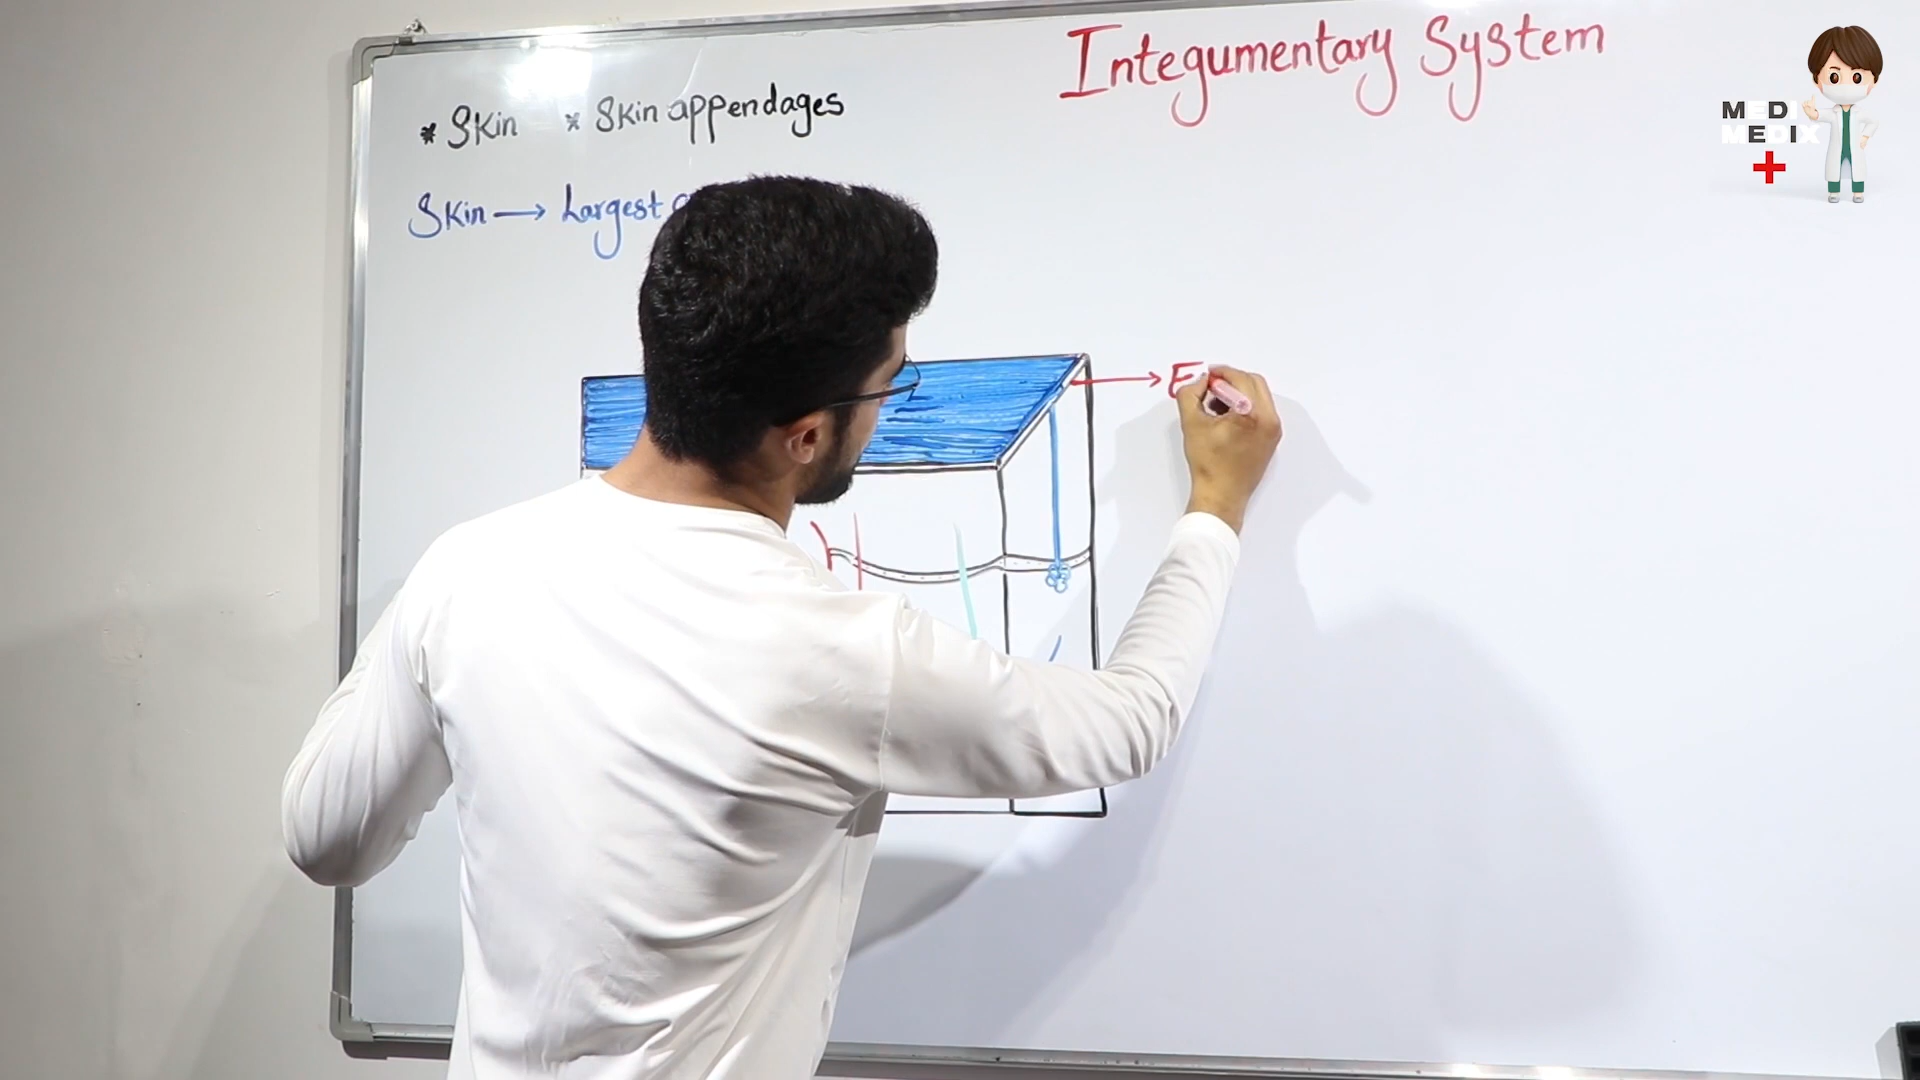 Integumentary System
* Skin * Skin appendages
Skin → Largest
E
MEDI
MEDIX